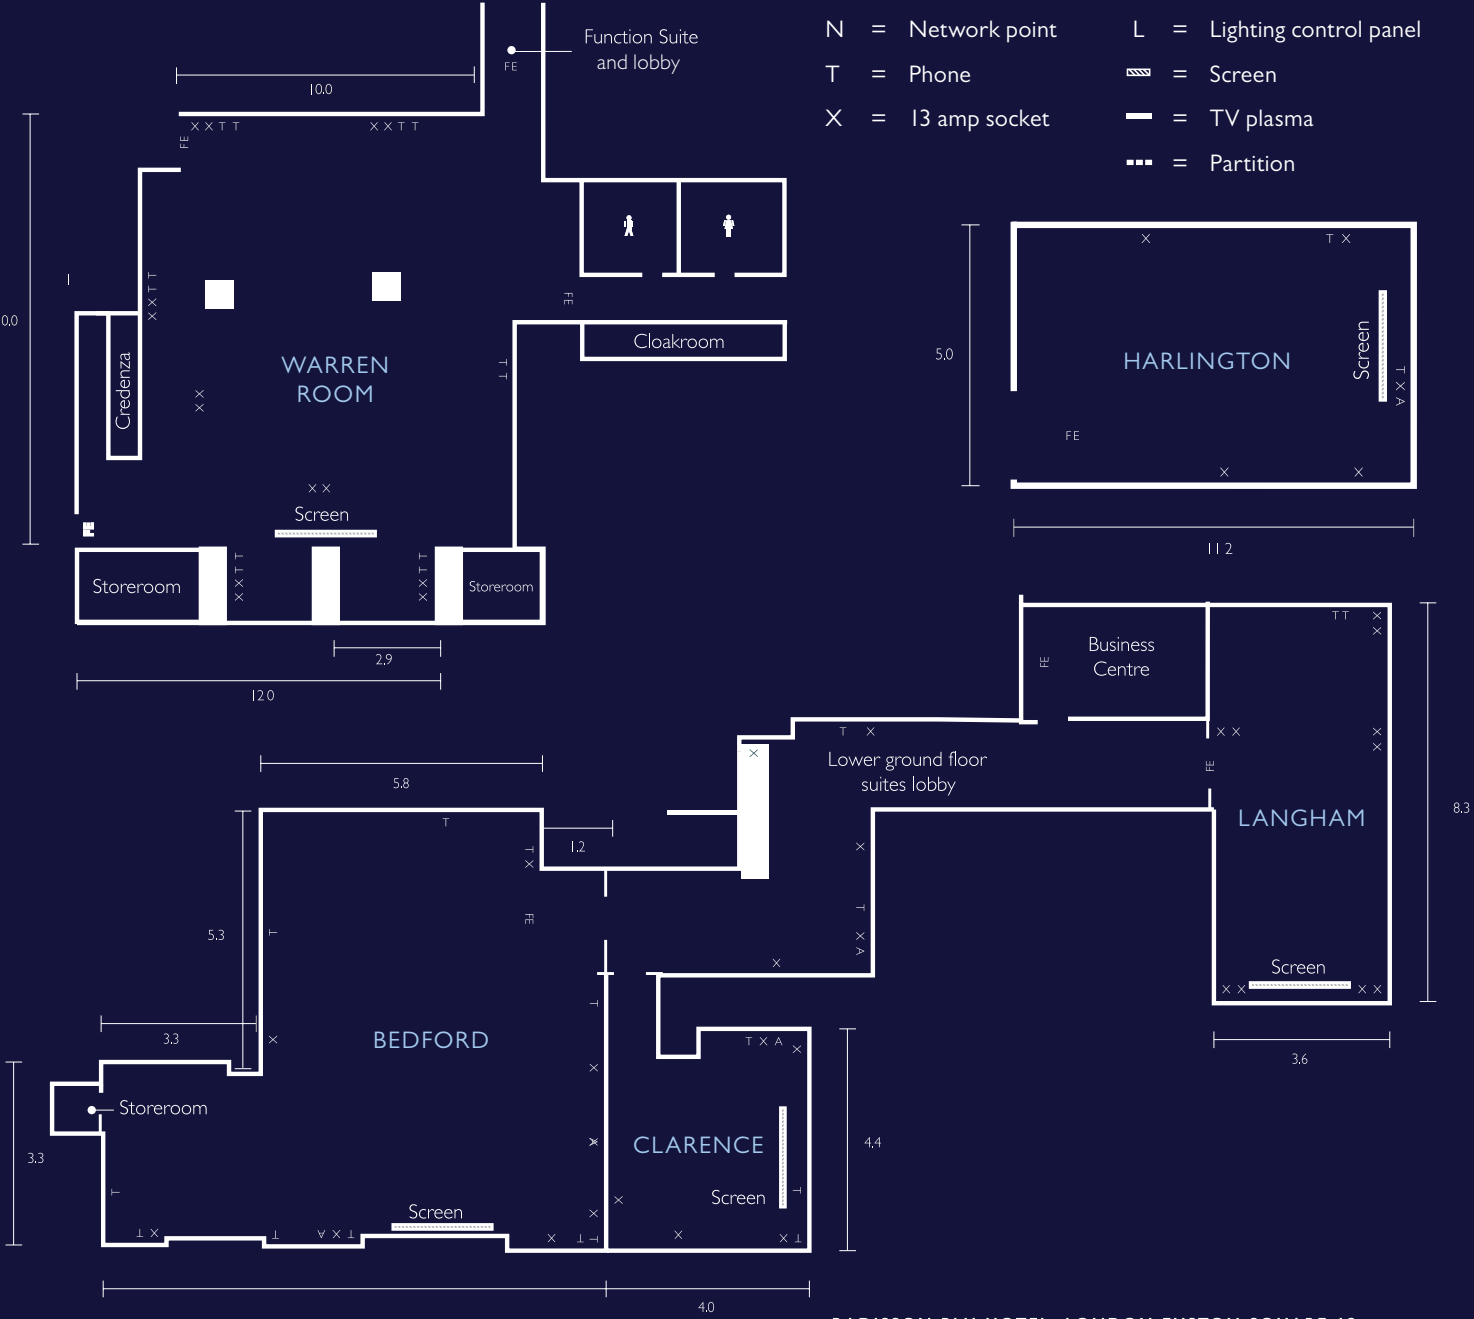 Function Suite
and lobby
FE
10.0
N = Network point
T = Phone
X = 13 amp socket
L = Lighting control panel
= Screen
= TV plasma
= Partition
X X T T
X X T T
FE
X X T T
FE
0.0
WARREN
ROOM
Credenza
X
X
T T
Cloakroom
X X
Screen
Storeroom
X X T T
X X T T
Storeroom
2.9
12 0
X
T X
5.0
HARLINGTON
Screen
T X A
FE
X
X
11 2
Business
Centre
FE
T T
X
X
T X
X
Lower ground floor
suites lobby
X X
X
X
FE
LANGHAM
8.3
Screen
X X
X X
3.6
5.8
T
T X
1.2
X
T
X A
X
5.3
T
FE
3.3
X
BEDFORD
T
X
Storeroom
3.3
T
X
X
T X
T
A X T
Screen
X
T T
T X A
X
CLARENCE
Screen
T
X
X
X T
4.4
4.0